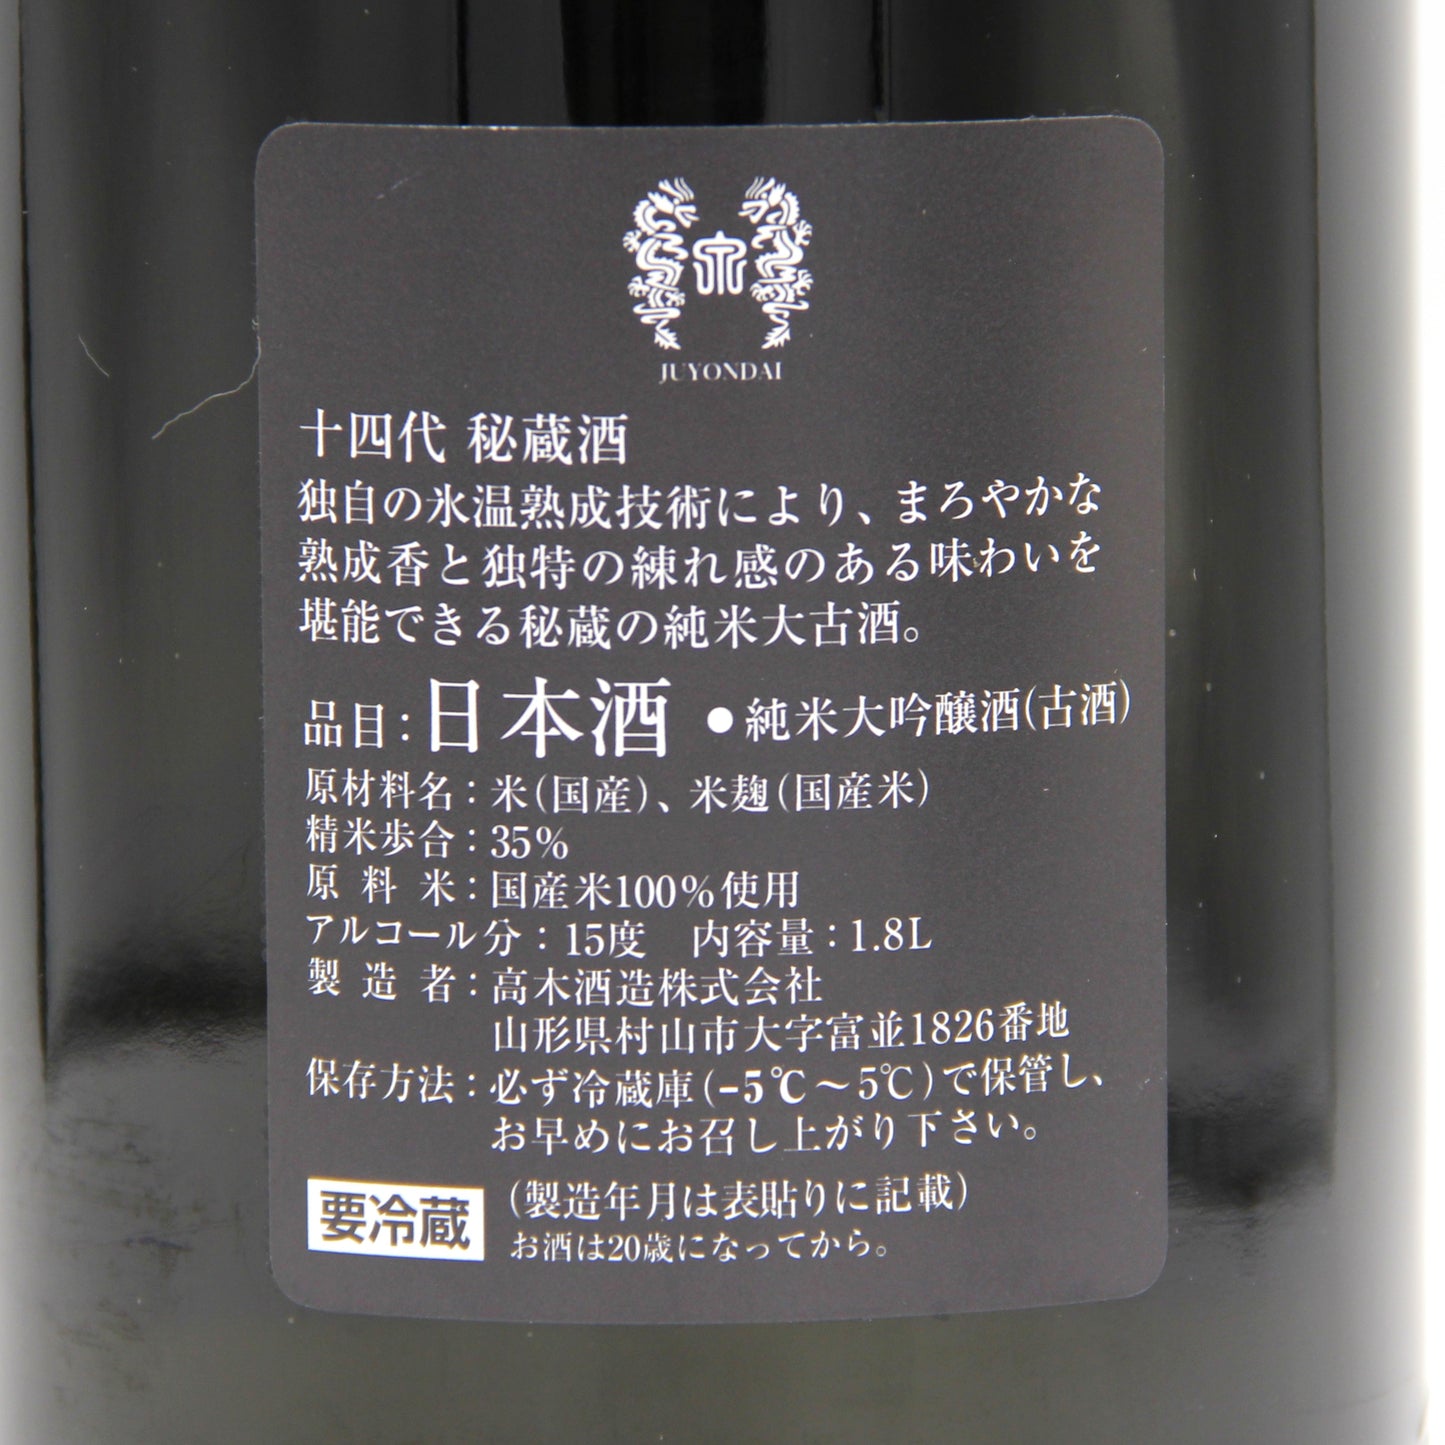 JUYONDAI
十四代 秘蔵酒
独自の氷温熟成技術により、まろやかな
熟成香と独特の練れ感のある味わいを
堪能できる秘蔵の純米大古酒。
品目:日本酒 ●純米大吟醸酒(古酒)
原材料名:米(国産)、米麹(国産米)
精米歩合:35%
原料米:国産米100%使用
アルコール分:15度 内容量:1.8L
製造者:高木酒造株式会社
山形県村山市大字富並1826番地
保存方法:必ず冷蔵庫(-5℃〜5℃)で保管し、
お早めにお召し上がり下さい。
要冷蔵 (製造年月は表貼りに記載)
お酒は20歳になってから。